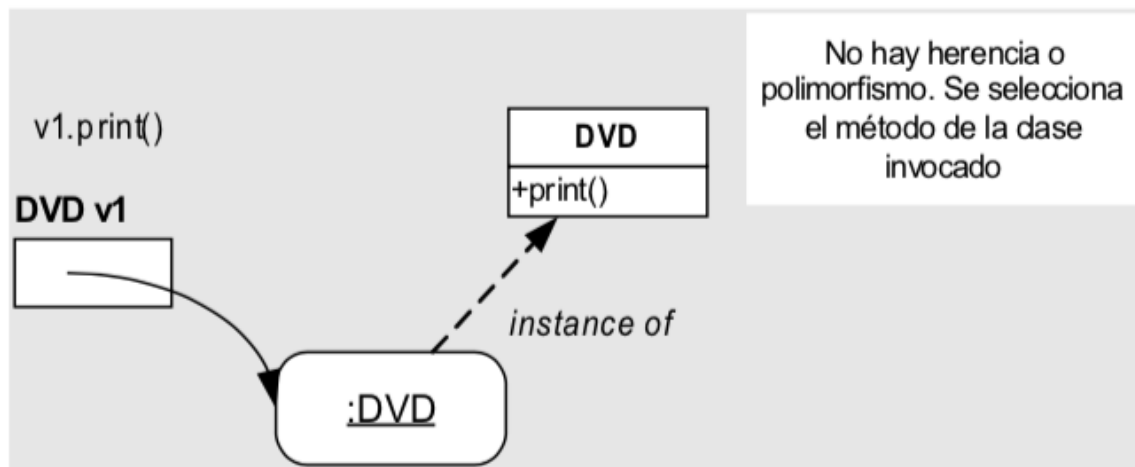 No hay herencia o
polimorfismo. Se selecciona
el método de la clase
invocado
v1.print()
DVD
+print()
DVD v1
instance of
:DVD